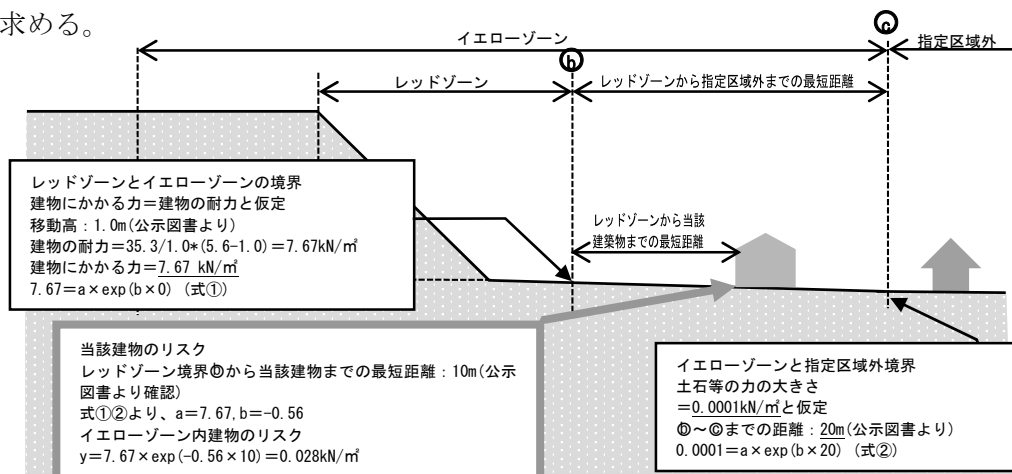 求める。
イエローゾーン
ⓒ
指定区域外
ⓑ
レッドゾーン
レッドゾーンから指定区域外までの最短距離
レッドゾーンとイエローゾーンの境界
建物にかかる力=建物の耐力と仮定
移動高:1.0m(公示図書より)
建物の耐力=35.3/1.0*(5.6-1.0)=7.67kN/㎡
建物にかかる力=7.67 kN/㎡
7.67=a×exp(b×0) (式①)
レッドゾーンから当該
建築物までの最短距離
当該建物のリスク
レッドゾーン境界ⓑから当該建物までの最短距離:10m(公示
図書より確認)
式①②より、a=7.67,b=-0.56
イエローゾーン内建物のリスク
y=7.67×exp(-0.56×10)=0.028kN/㎡
イエローゾーンと指定区域外境界
土石等の力の大きさ
=0.0001kN/㎡と仮定
ⓑ~ⓒまでの距離:20m(公示図書より)
0.0001=a×exp(b×20) (式②)